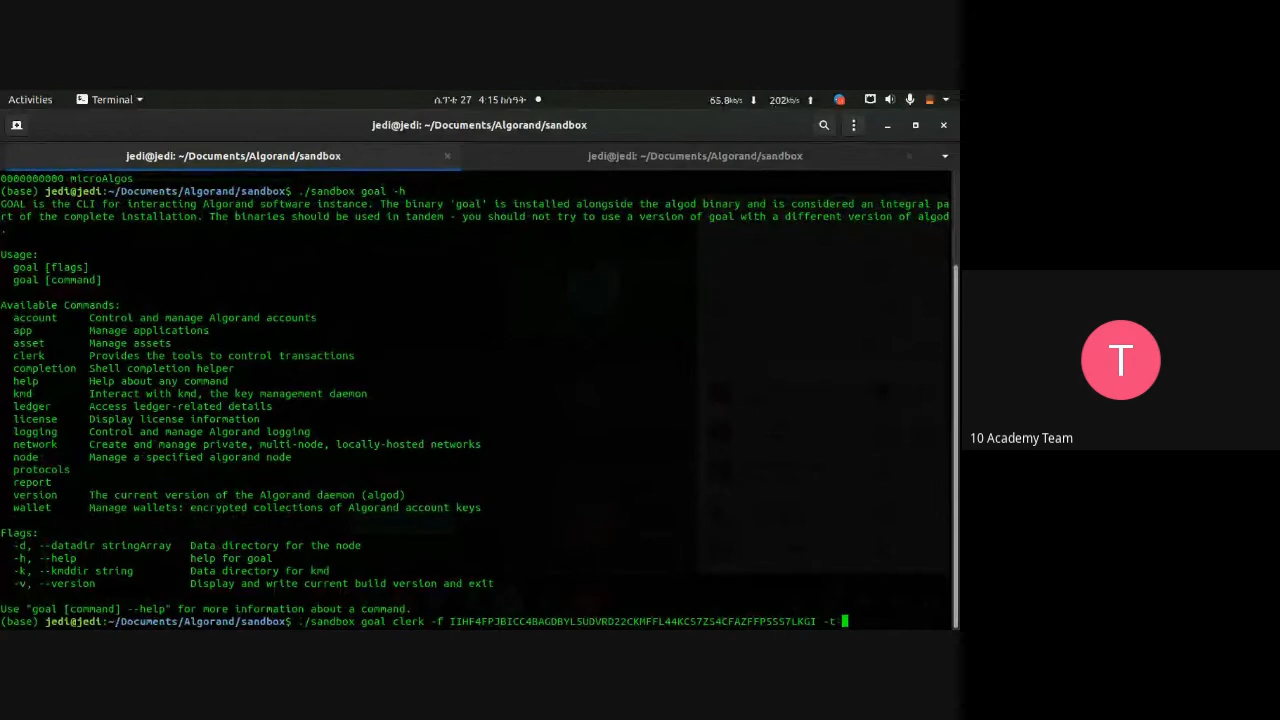 Activities Terminal ሴፕቴ 27 4:15 ከሰዓት 65.8kb/s 202kb/s
jedi@jedi: ~/Documents/Algorand/sandbox
jedi@jedi: ~/Documents/Algorand/sandbox jedi@jedi: ~/Documents/Algorand/sandbox
0000000000 microAlgos
(base) jedi@jedi:~/Documents/Algorand/sandbox$ ./sandbox goal -h
GOAL is the CLI for interacting Algorand software instance. The binary 'goal' is installed alongside the algod binary and is considered an integral pa
rt of the complete installation. The binaries should be used in tandem - you should not try to use a version of goal with a different version of algod
.
Usage:
goal [flags]
goal [command]
Available Commands:
account Control and manage Algorand accounts
app Manage applications
asset Manage assets
clerk Provides the tools to control transactions
completion Shell completion helper
help Help about any command
kmd Interact with kmd, the key management daemon
ledger Access ledger-related details
license Display license information
logging Control and manage Algorand logging
network Create and manage private, multi-node, locally-hosted networks
node Manage a specified algorand node
protocols
report
version The current version of the Algorand daemon (algod)
wallet Manage wallets: encrypted collections of Algorand account keys
Flags:
-d, --datadir stringArray Data directory for the node
-h, --help help for goal
-k, --kmddir string Data directory for kmd
-v, --version Display and write current build version and exit
Use "goal [command] --help" for more information about a command.
(base) jedi@jedi:~/Documents/Algorand/sandbox$ ./sandbox goal clerk -f IIHF4FPJBICC4BAGDBYL5UDVRD22CKMFFL44KCS7ZS4CFAZFFPSSS7LKGI -t
T
10 Academy Team